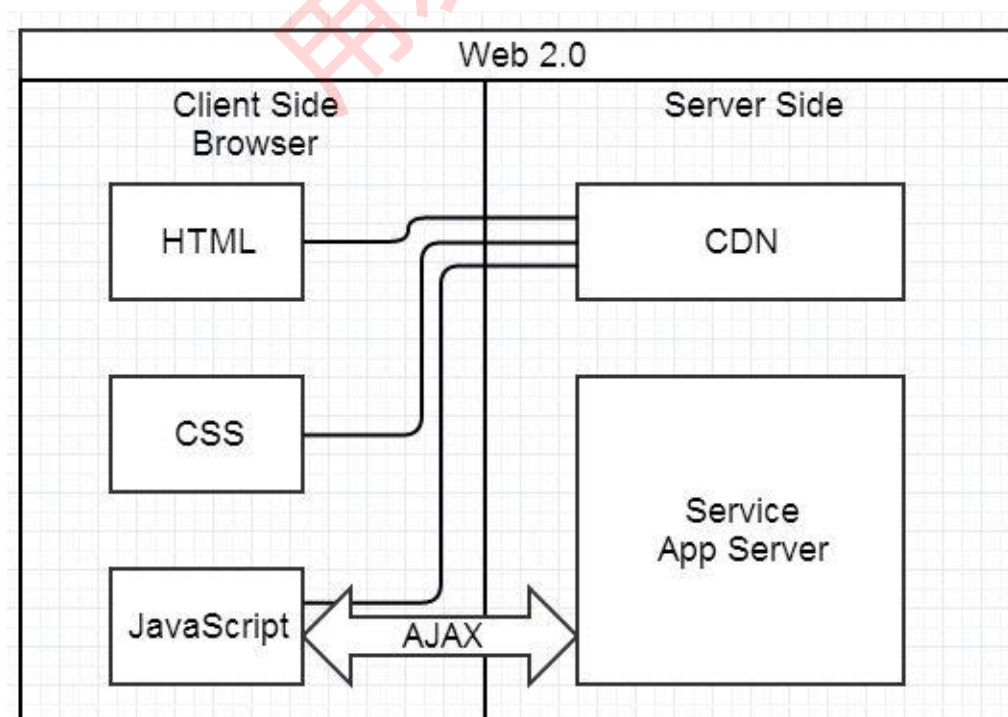 Web 2.0
Client Side
Browser
Server Side
HTML
CDN
CSS
Service
App Server
JavaScript
AJAX